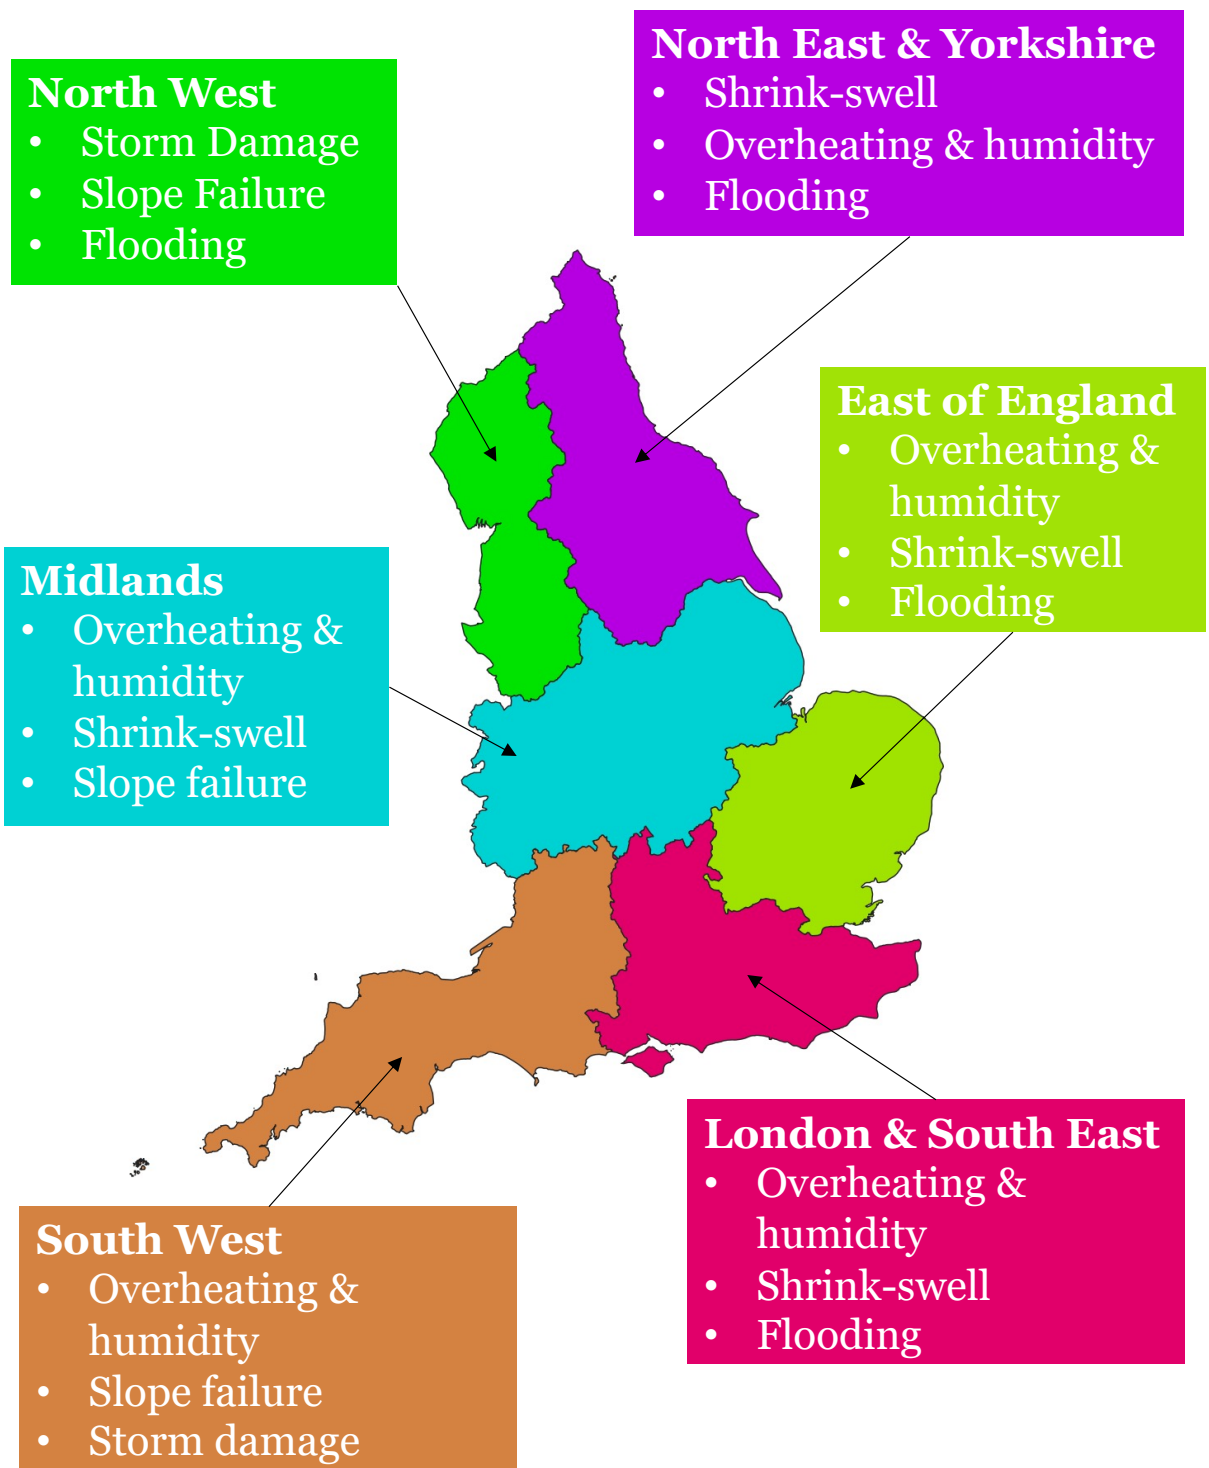 North East & Yorkshire
• Shrink-swell
• Overheating & humidity
• Flooding
North West
• Storm Damage
• Slope Failure
• Flooding
East of England
• Overheating &
humidity
• Shrink-swell
• Flooding
Midlands
• Overheating &
humidity
• Shrink-swell
• Slope failure
London & South East
• Overheating &
humidity
• Shrink-swell
• Flooding
South West
• Overheating &
humidity
• Slope failure
• Storm damage